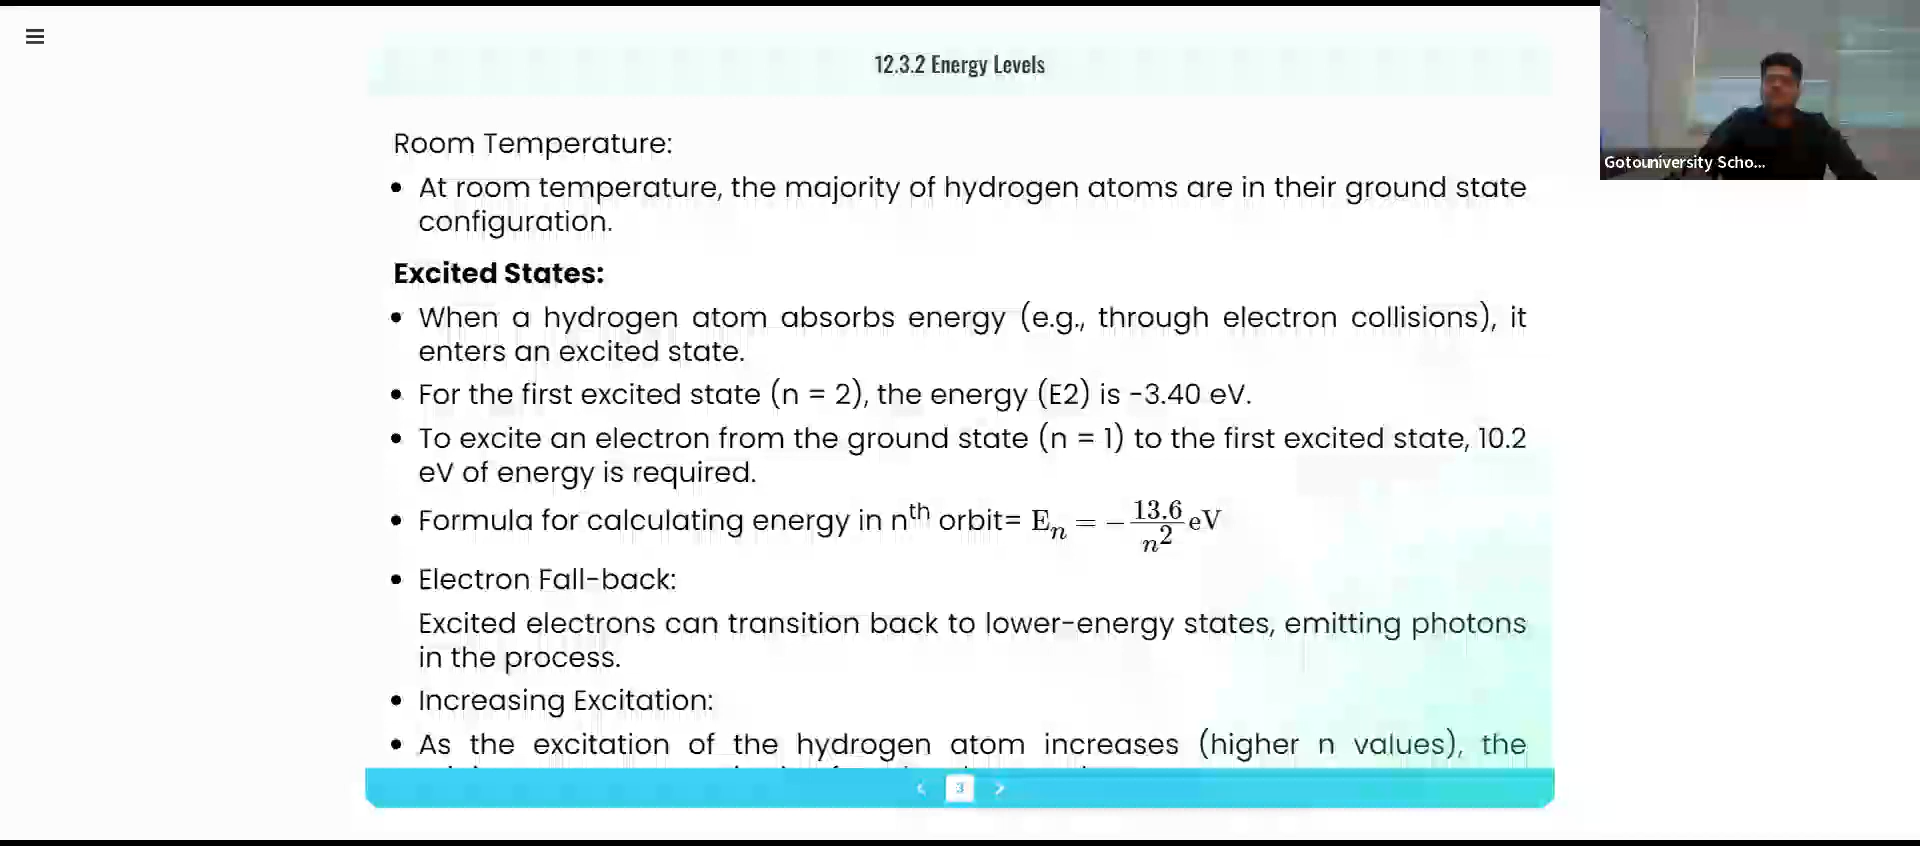 12.3.2 Energy Levels
Gotouniversity Scho...
Room Temperature:
• At room temperature, the majority of hydrogen atoms are in their ground state
configuration.
Excited States:
• When a hydrogen atom absorbs energy (e.g., through electron collisions), it
enters an excited state.
• For the first excited state (n = 2), the energy (E2) is -3.40 eV.
• To excite an electron from the ground state (n = 1) to the first excited state, 10.2
eV of energy is required.
• Formula for calculating energy in nth orbit= En = − 13.6/n² eV
• Electron Fall-back:
Excited electrons can transition back to lower-energy states, emitting photons
in the process.
• Increasing Excitation:
• As the excitation of the hydrogen atom increases (higher n values), the
3